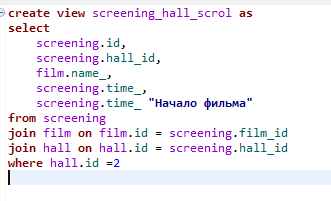 create view screening_hall_scrol as
select
screening.id,
screening.hall_id,
film.name_,
screening.time_,
screening.time_ "Начало фильма"
from screening
join film on film.id = screening.film_id
join hall on hall.id = screening.hall_id
where hall.id =2